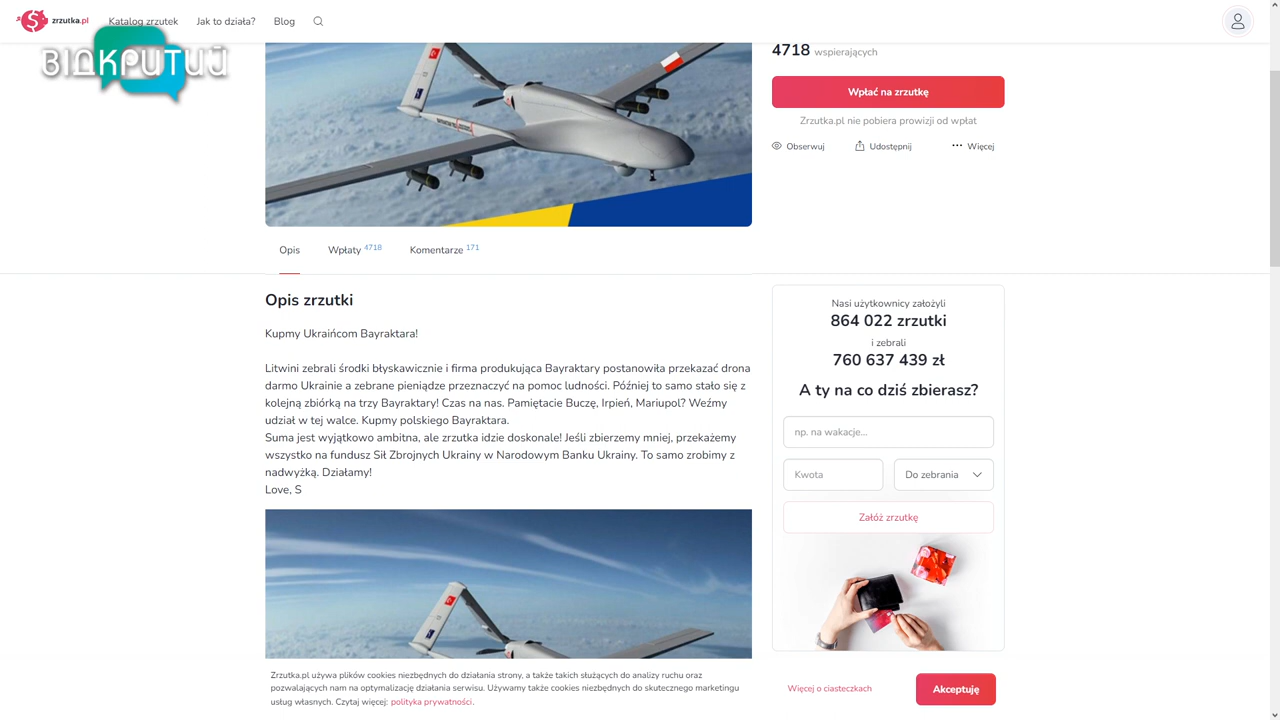 zrzutka.pl
Katalog zrzutek
Jak to działa?
Blog
ВІДКРИТИЙ
4718 wspierających
Wpłać na zrzutkę
Zrzutka.pl nie pobiera prowizji od wpłat
Obserwuj
Udostępnij
Więcej
Opis
Wpłaty 4718
Komentarze 171
Opis zrzutki
Kupmy Ukraińcom Bayraktara!
Litwini zebrali środki błyskawicznie i firma produkująca Bayraktary postanowiła przekazać drona
darmo Ukrainie a zebrane pieniądze przeznaczyć na pomoc ludności. Później to samo stało się z
kolejną zbiórką na trzy Bayraktary! Czas na nas. Pamiętacie Buczę, Irpień, Mariupol? Weźmy
udział w tej walce. Kupmy polskiego Bayraktara.
Suma jest wyjątkowo ambitna, ale zrzutka idzie doskonale! Jeśli zbierzemy mniej, przekażemy
wszystko na fundusz Sił Zbrojnych Ukrainy w Narodowym Banku Ukrainy. To samo zrobimy z
nadwyżką. Działamy!
Love, S
Nasi użytkownicy założyli
864 022 zrzutki
i zebrali
760 637 439 zł
A ty na co dziś zbierasz?
np. na wakacje...
Kwota
Do zebrania
Załóż zrzutkę
Zrzutka.pl używa plików cookies niezbędnych do działania strony, a także takich służących do analizy ruchu oraz
pozwalających nam na optymalizację działania serwisu. Używamy także cookies niezbędnych do skutecznego marketingu
usług własnych. Czytaj więcej: polityka prywatności.
Więcej o ciasteczkach
Akceptuję